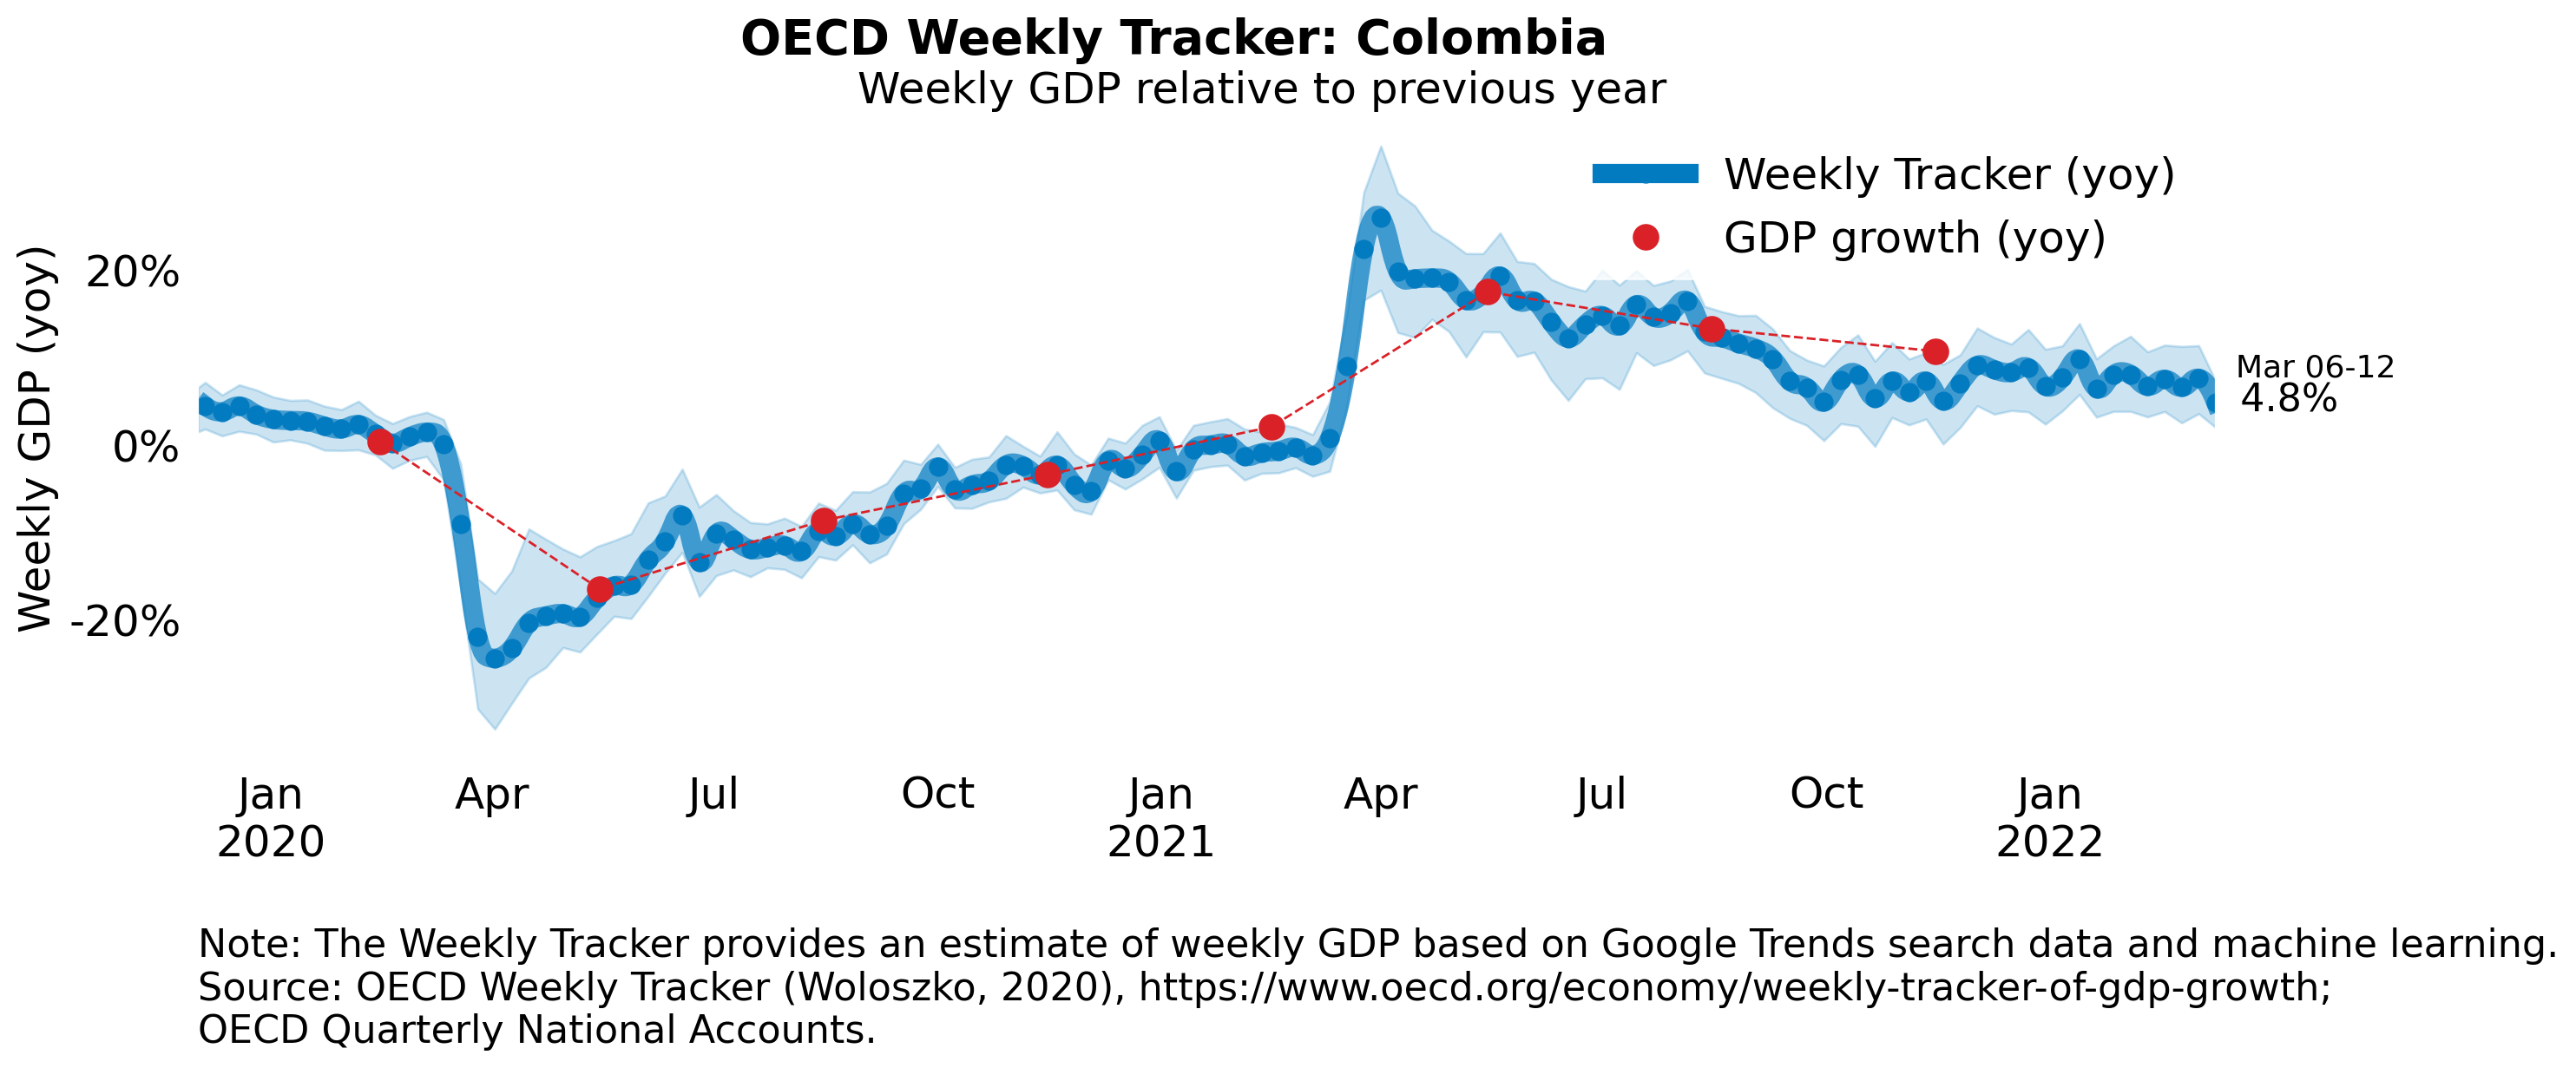 OECD Weekly Tracker: Colombia
Weekly GDP relative to previous year
Weekly Tracker (yoy)
GDP growth (yoy)
Weekly GDP (yoy)
20%
0%
-20%
Mar 06-12
4.8%
Jan Apr Jul Oct Jan Apr Jul Oct Jan
2020 2021 2022
Note: The Weekly Tracker provides an estimate of weekly GDP based on Google Trends search data and machine learning.
Source: OECD Weekly Tracker (Woloszko, 2020), https://www.oecd.org/economy/weekly-tracker-of-gdp-growth;
OECD Quarterly National Accounts.